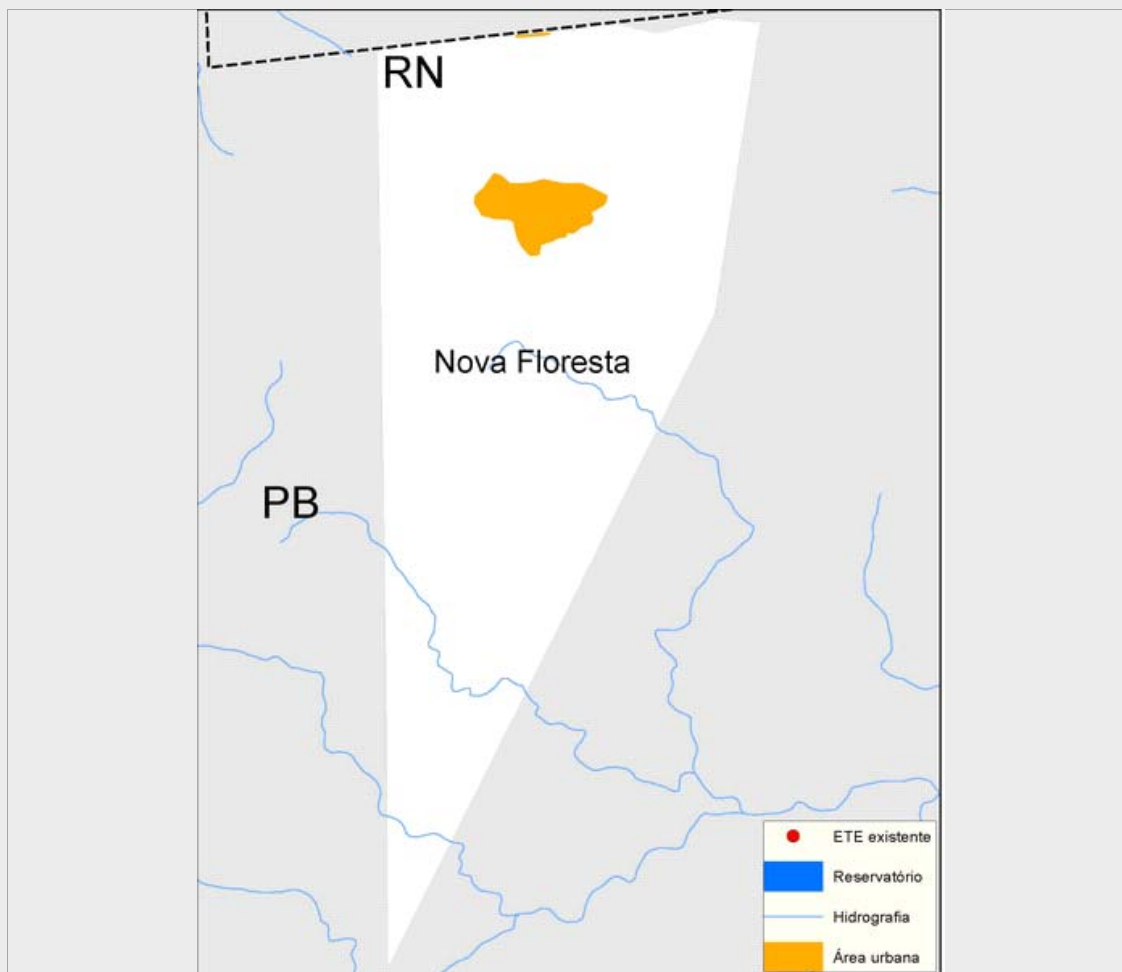 RN
Nova Floresta
PB
ETE existente
Reservatório
Hidrografia
Área urbana